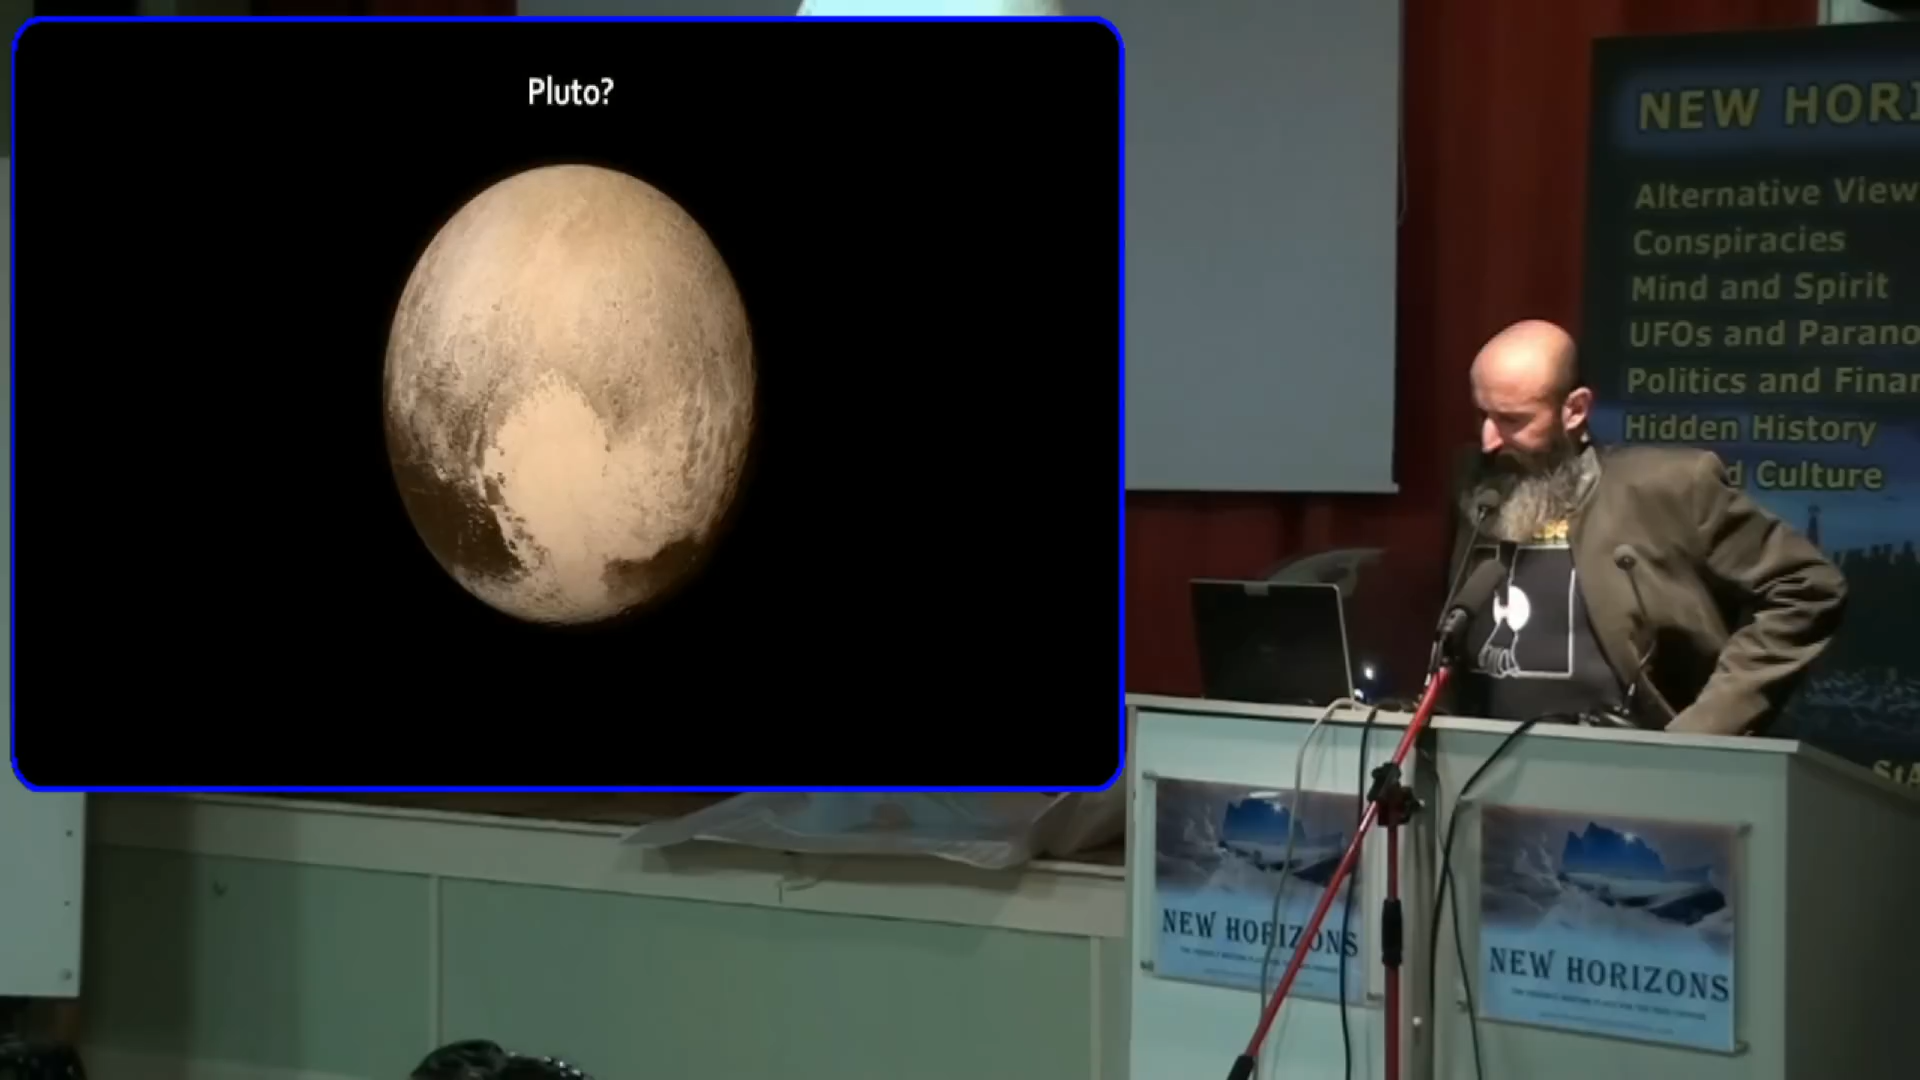 Pluto?
NEW HORI
Alternative View
Conspiracies
Mind and Spirit
UFOs and Parano
Politics and Finan
Hidden History
d Culture
StA
NEW HORIZONS
NEW HORIZONS